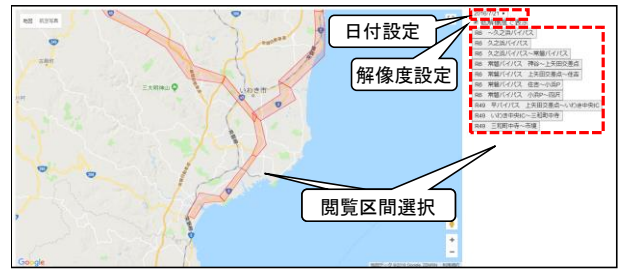 地図 航空写真
日付設定
解像度設定
R6 ～久之浜バイパス
R6 久之浜バイパス
R6 久之浜バイパス～常磐バイパス
R6 常磐バイパス 神谷～上矢田交差点
R6 常磐バイパス 上矢田交差点～住吉
R6 常磐バイパス 住吉～小浜P
R6 常磐バイパス 小浜P～四沢
R49 平バイパス 上矢田交差点～いわき中央IC
R49 いわき中央IC～三和町中寺
R49 三和町中寺～市境
三大明神山
いわき市
閲覧区間選択
Google